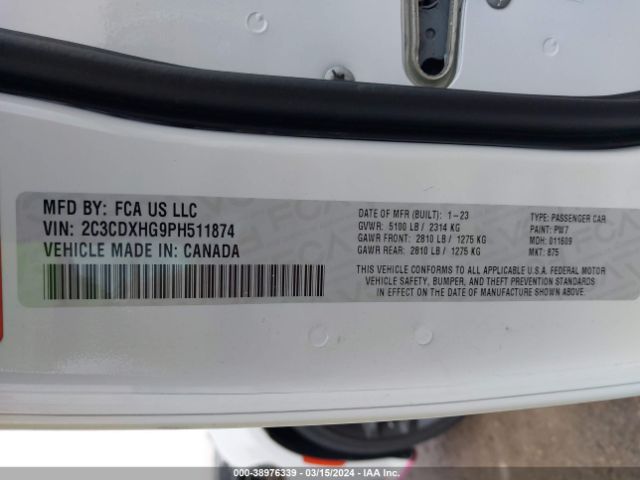 MFD BY: FCA US LLC
VIN: 2C3CDXHG9PH511874
VEHICLE MADE IN: CANADA
DATE OF MFR (BUILT): 1-23
GVWR: 5100 LB / 2314 KG
GAWR FRONT: 2810 LB / 1275 KG
GAWR REAR: 2810 LB / 1275 KG
TYPE: PASSENGER CAR
PAINT: PW7
MDH: 011609
MKT: 875
THIS VEHICLE CONFORMS TO ALL APPLICABLE U.S.A. FEDERAL MOTOR
VEHICLE SAFETY, BUMPER, AND THEFT PREVENTION STANDARDS
IN EFFECT ON THE DATE OF MANUFACTURE SHOWN ABOVE.
000-38976339 - 03/15/2024 - IAA Inc.